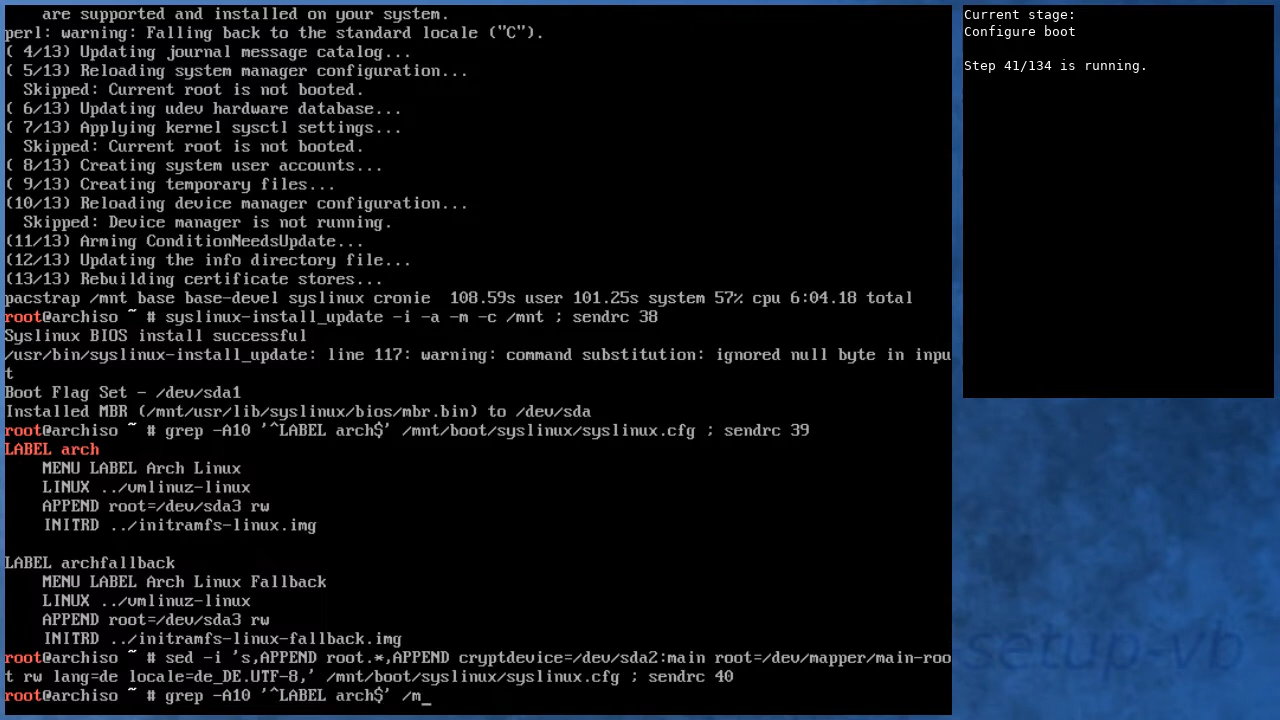 are supported and installed on your system.
perl: warning: Falling back to the standard locale ("C").
( 4/13) Updating journal message catalog...
( 5/13) Reloading system manager configuration...
  Skipped: Current root is not booted.
( 6/13) Updating udev hardware database...
( 7/13) Applying kernel sysctl settings...
  Skipped: Current root is not booted.
( 8/13) Creating system user accounts...
( 9/13) Creating temporary files...
(10/13) Reloading device manager configuration...
  Skipped: Device manager is not running.
(11/13) Arming ConditionNeedsUpdate...
(12/13) Updating the info directory file...
(13/13) Rebuilding certificate stores...
pacstrap /mnt base base-devel syslinux cronie  108.59s user 101.25s system 57% cpu 6:04.18 total
root@archiso ~ # syslinux-install_update -i -a -m -c /mnt ; sendrc 38
Syslinux BIOS install successful
/usr/bin/syslinux-install_update: line 117: warning: command substitution: ignored null byte in inpu
t
Boot Flag Set - /dev/sda1
Installed MBR (/mnt/usr/lib/syslinux/bios/mbr.bin) to /dev/sda
root@archiso ~ # grep -A10 '^LABEL arch$' /mnt/boot/syslinux/syslinux.cfg ; sendrc 39
LABEL arch
    MENU LABEL Arch Linux
    LINUX ../vmlinuz-linux
    APPEND root=/dev/sda3 rw
    INITRD ../initramfs-linux.img

LABEL archfallback
    MENU LABEL Arch Linux Fallback
    LINUX ../vmlinuz-linux
    APPEND root=/dev/sda3 rw
    INITRD ../initramfs-linux-fallback.img
root@archiso ~ # sed -i 's,APPEND root.*,APPEND cryptdevice=/dev/sda2:main root=/dev/mapper/main-roo
t rw lang=de locale=de_DE.UTF-8,' /mnt/boot/syslinux/syslinux.cfg ; sendrc 40
root@archiso ~ # grep -A10 '^LABEL arch$' /m_
Current stage:
Configure boot

Step 41/134 is running.
setup-vb